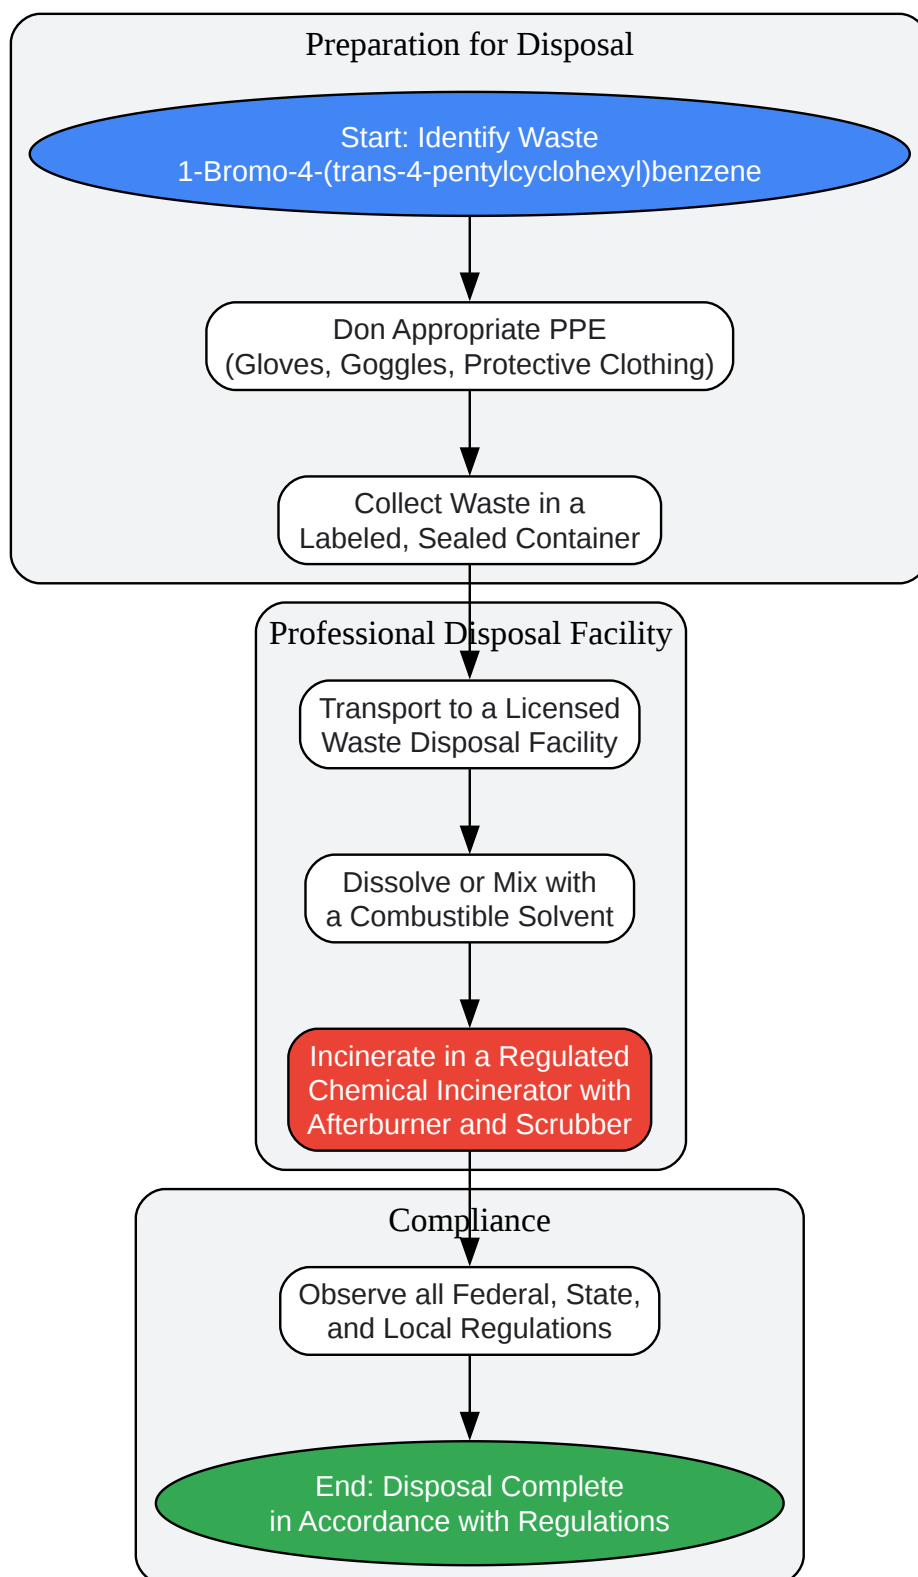 Preparation for Disposal
Start: Identify Waste
1-Bromo-4-(trans-4-pentylcyclohexyl)benzene
Don Appropriate PPE
(Gloves, Goggles, Protective Clothing)
Collect Waste in a
Labeled, Sealed Container
Professional Disposal Facility
Transport to a Licensed
Waste Disposal Facility
Dissolve or Mix with
a Combustible Solvent
Incinerate in a Regulated
Chemical Incinerator with
Afterburner and Scrubber
Compliance
Observe all Federal, State,
and Local Regulations
End: Disposal Complete
in Accordance with Regulations